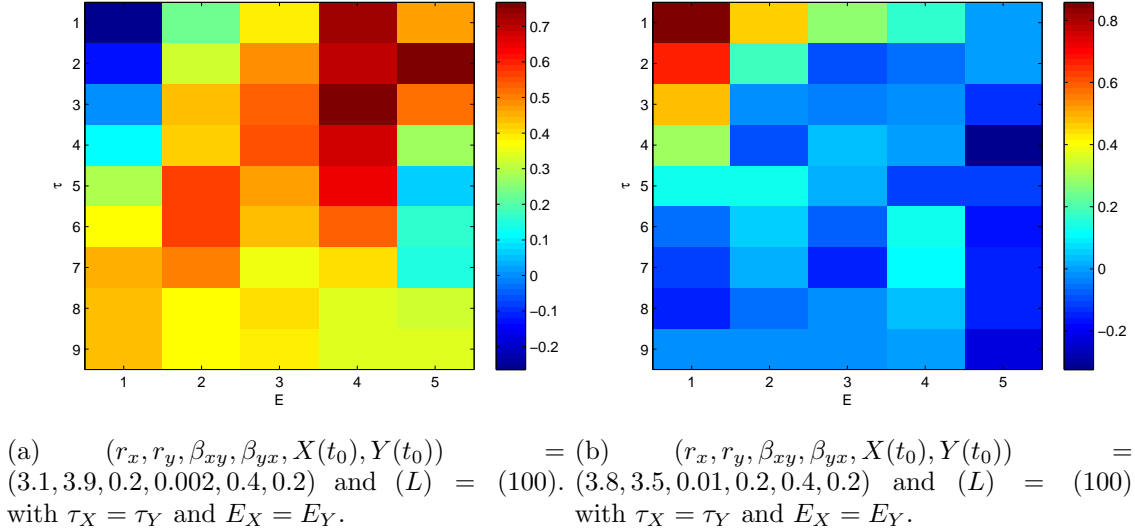 1
2
3
4
5
6
7
8
9
τ
1 2 3 4 5
E
0.7
0.6
0.5
0.4
0.3
0.2
0.1
0
−0.1
−0.2
1
2
3
4
5
6
7
8
9
τ
1 2 3 4 5
E
0.8
0.6
0.4
0.2
0
−0.2
(a) (r_x, r_y, β_xy, β_yx, X(t_0), Y(t_0)) =
(3.1, 3.9, 0.2, 0.002, 0.4, 0.2) and (L) = (100).
with τ_X = τ_Y and E_X = E_Y.
(b) (r_x, r_y, β_xy, β_yx, X(t_0), Y(t_0)) =
(3.8, 3.5, 0.01, 0.2, 0.4, 0.2) and (L) = (100)
with τ_X = τ_Y and E_X = E_Y.